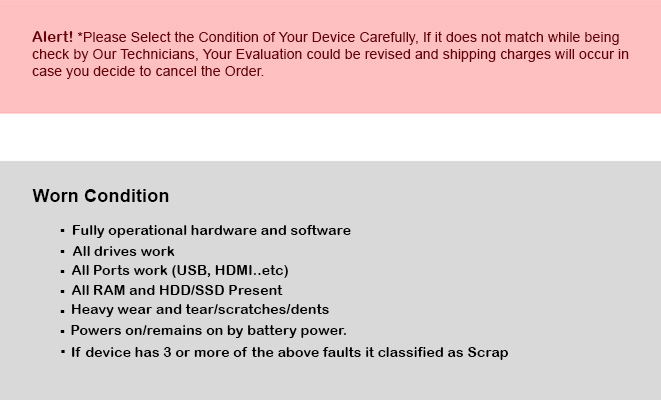 Alert! *Please Select the Condition of Your Device Carefully, If it does not match while being
check by Our Technicians, Your Evaluation could be revised and shipping charges will occur in
case you decide to cancel the Order.
Worn Condition
▪ Fully operational hardware and software
▪ All drives work
▪ All Ports work (USB, HDMI..etc)
▪ All RAM and HDD/SSD Present
▪ Heavy wear and tear/scratches/dents
▪ Powers on/remains on by battery power.
▪ If device has 3 or more of the above faults it classified as Scrap